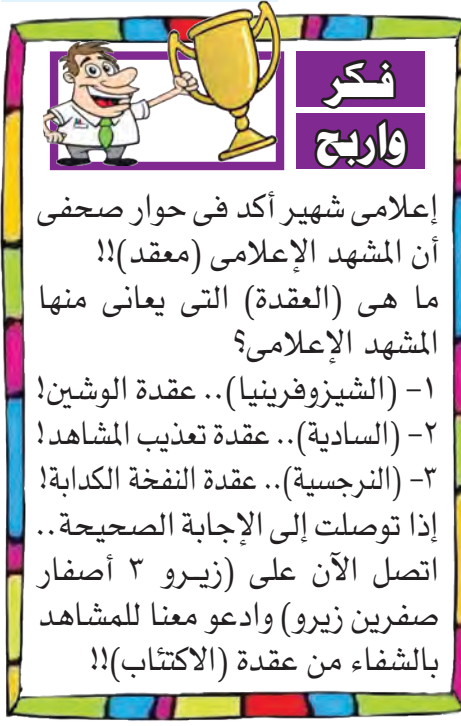 فكر
واربح
إعلامى شهير أكد فى حوار صحفى
أن المشهد الإعلامى (معقد)!!
ما هى (العقدة) التى يعانى منها
المشهد الإعلامى؟
١- (الشيزوفرينيا).. عقدة الوشين!
٢- (السادية).. عقدة تعذيب المشاهد!
٣- (النرجسية).. عقدة النفخة الكدابة!
إذا توصلت إلى الإجابة الصحيحة..
اتصل الآن على (زيرو ٣ أصفار
صفرين زيرو) وادعو معنا للمشاهد
بالشفاء من عقدة (الاكتئاب)!!